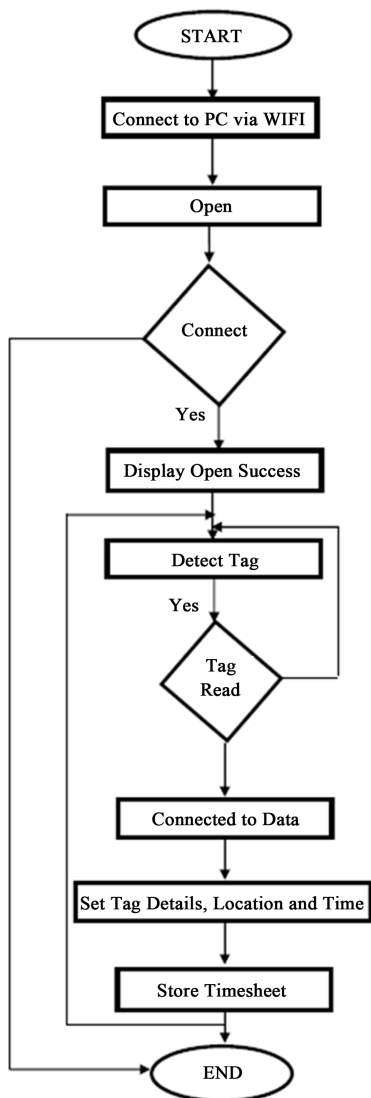 START
Connect to PC via WIFI
Open
Connect
Yes
Display Open Success
Detect Tag
Yes
Tag
Read
Connected to Data
Set Tag Details, Location and Time
Store Timesheet
END